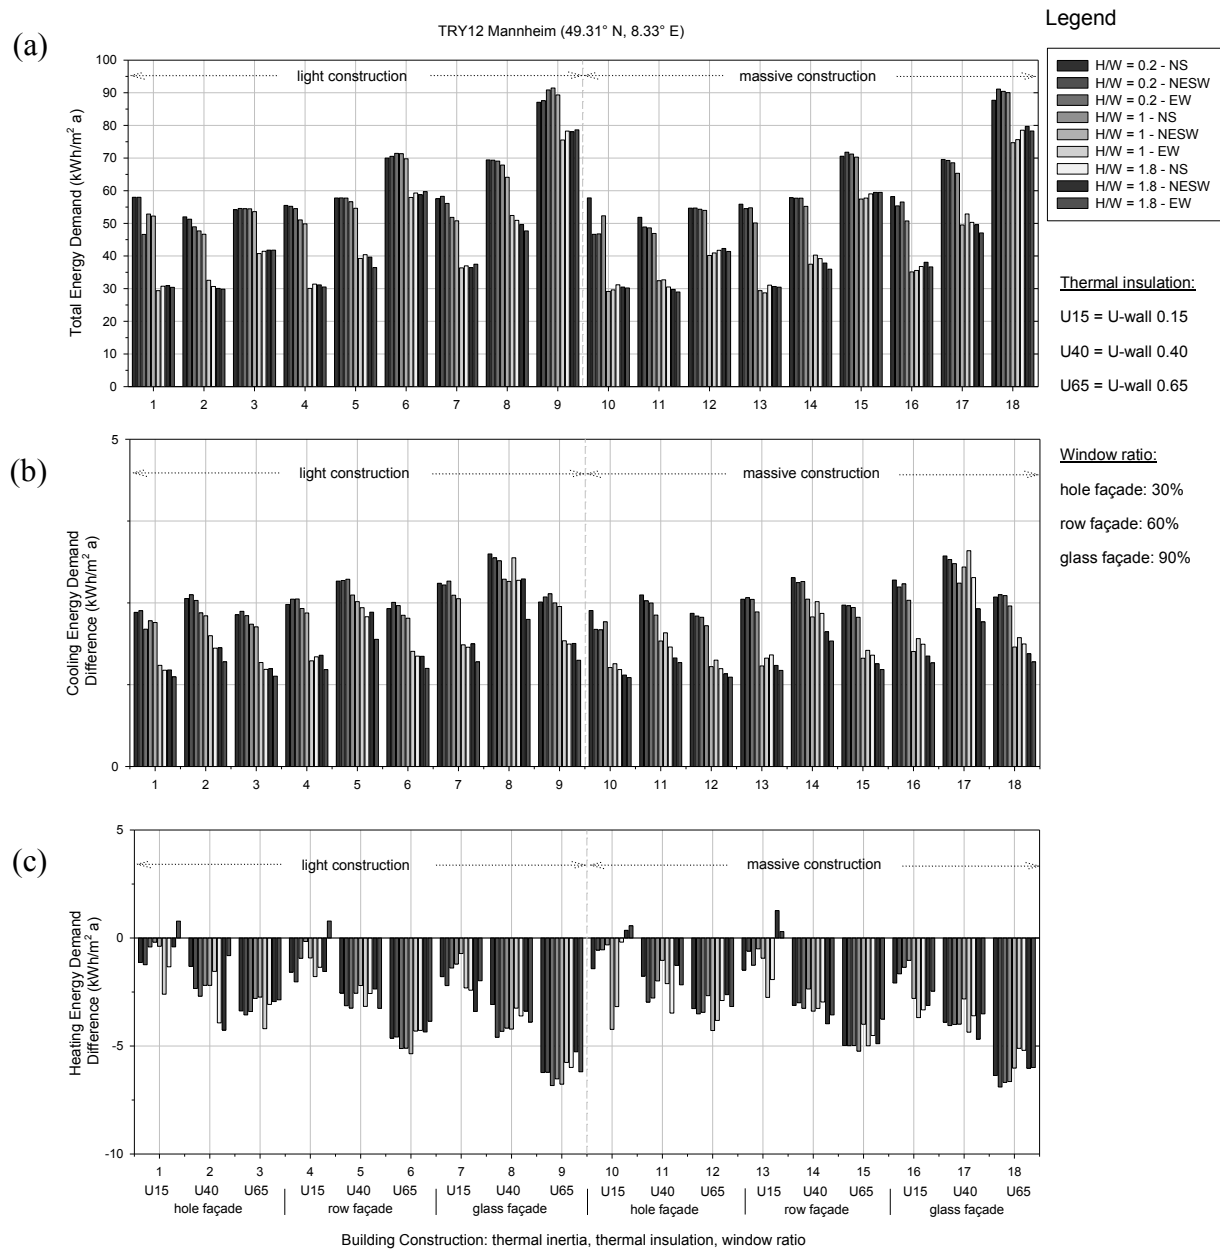 TRY12 Mannheim (49.31° N, 8.33° E)
Legend
(a)
Total Energy Demand (kWh/m² a)
100
90
80
70
60
50
40
30
20
10
0
light construction
massive construction
1 2 3 4 5 6 7 8 9 10 11 12 13 14 15 16 17 18
H/W = 0.2 - NS
H/W = 0.2 - NESW
H/W = 0.2 - EW
H/W = 1 - NS
H/W = 1 - NESW
H/W = 1 - EW
H/W = 1.8 - NS
H/W = 1.8 - NESW
H/W = 1.8 - EW
Thermal insulation:
U15 = U-wall 0.15
U40 = U-wall 0.40
U65 = U-wall 0.65
(b)
Cooling Energy Demand
Difference (kWh/m² a)
5
0
light construction
massive construction
1 2 3 4 5 6 7 8 9 10 11 12 13 14 15 16 17 18
Window ratio:
hole façade: 30%
row façade: 60%
glass façade: 90%
(c)
Heating Energy Demand
Difference (kWh/m² a)
5
0
-5
-10
light construction
massive construction
1 2 3 4 5 6 7 8 9 10 11 12 13 14 15 16 17 18
U15 U40 U65 U15 U40 U65 U15 U40 U65 U15 U40 U65 U15 U40 U65 U15 U40 U65
hole façade row façade glass façade hole façade row façade glass façade
Building Construction: thermal inertia, thermal insulation, window ratio